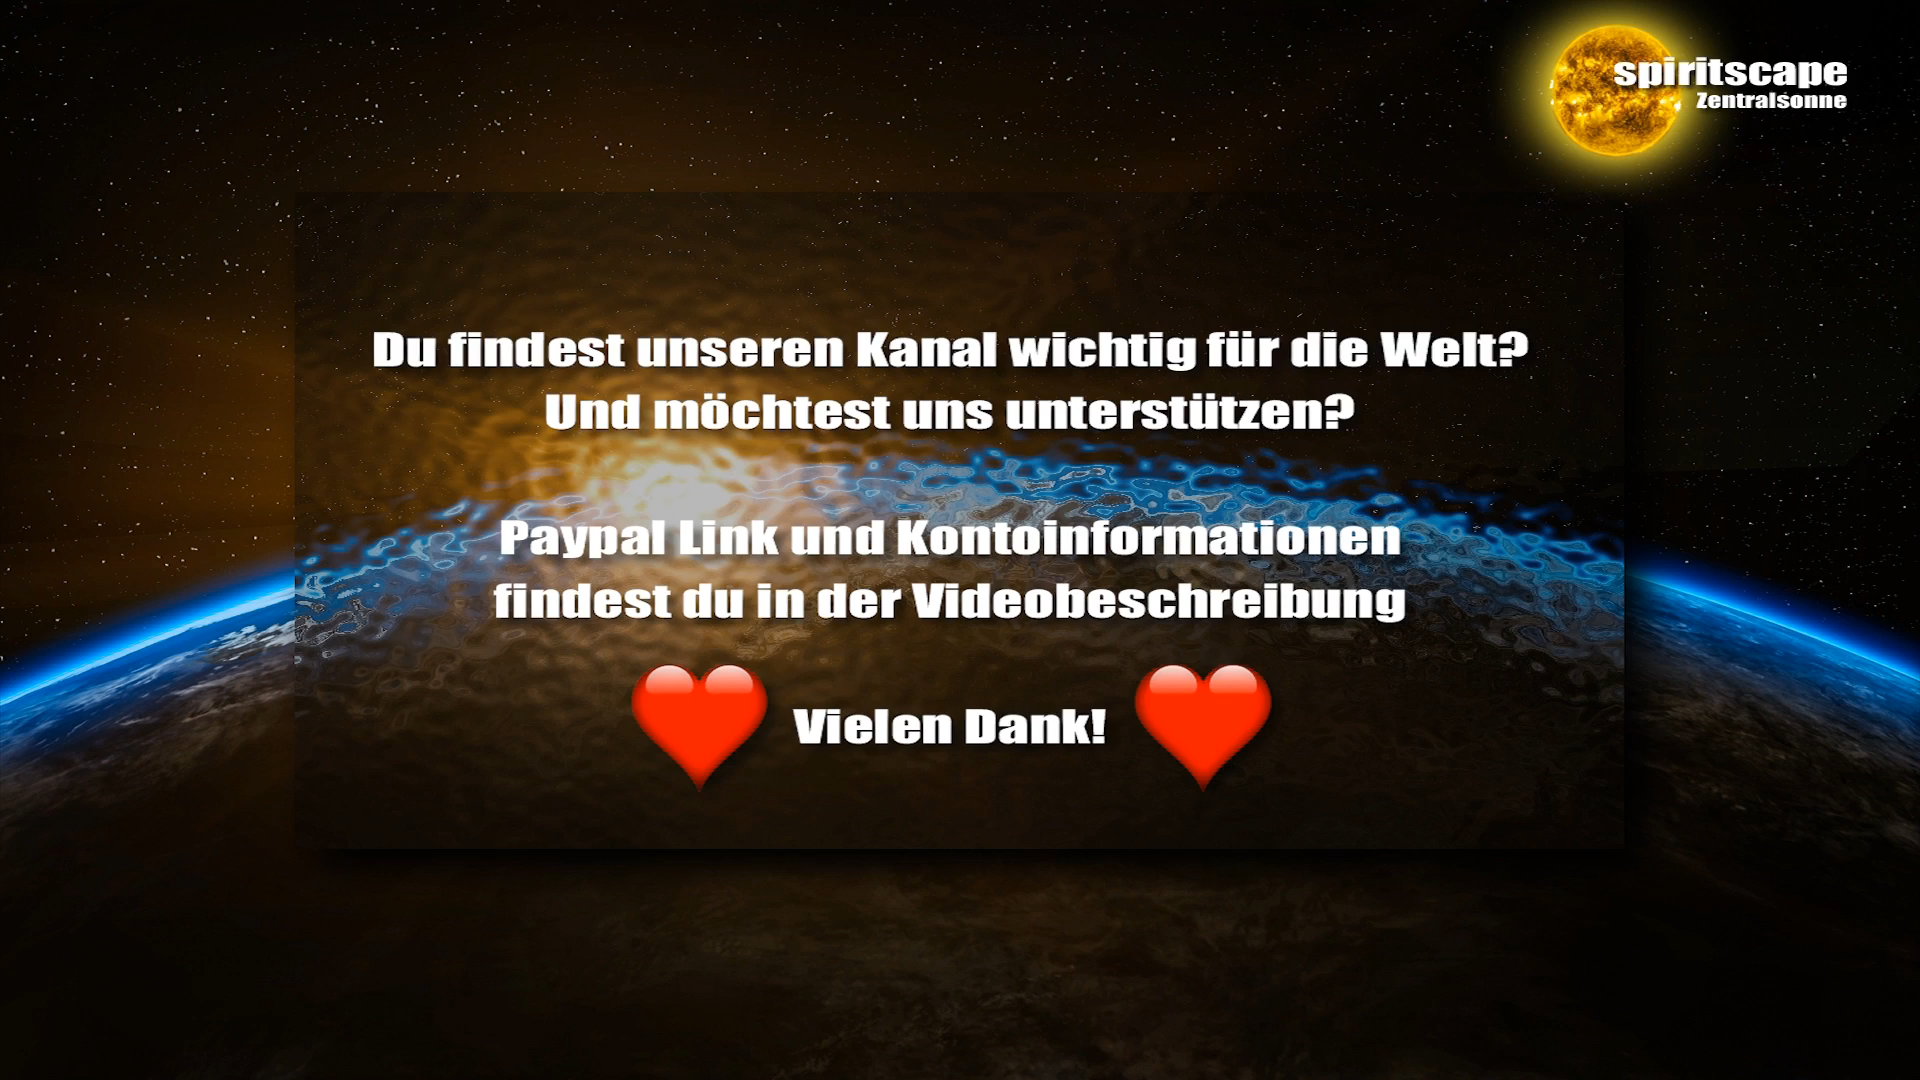 spiritscape
Zentralsonne
Du findest unseren Kanal wichtig für die Welt?
Und möchtest uns unterstützen?
Paypal Link und Kontoinformationen
findest du in der Videobeschreibung
Vielen Dank!